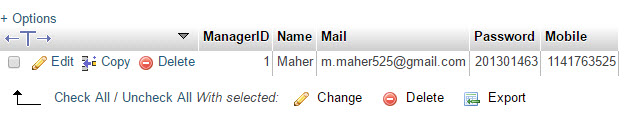 + Options
ManagerID Name Mail Password Mobile
Edit Copy Delete 1 Maher m.maher525@gmail.com 201301463 1141763525
Check All / Uncheck All With selected: Change Delete Export